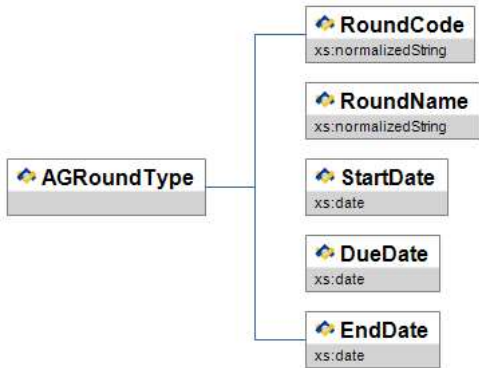 RoundCode
xs:normalizedString
RoundName
xs:normalizedString
AGRoundType
StartDate
xs:date
DueDate
xs:date
EndDate
xs:date